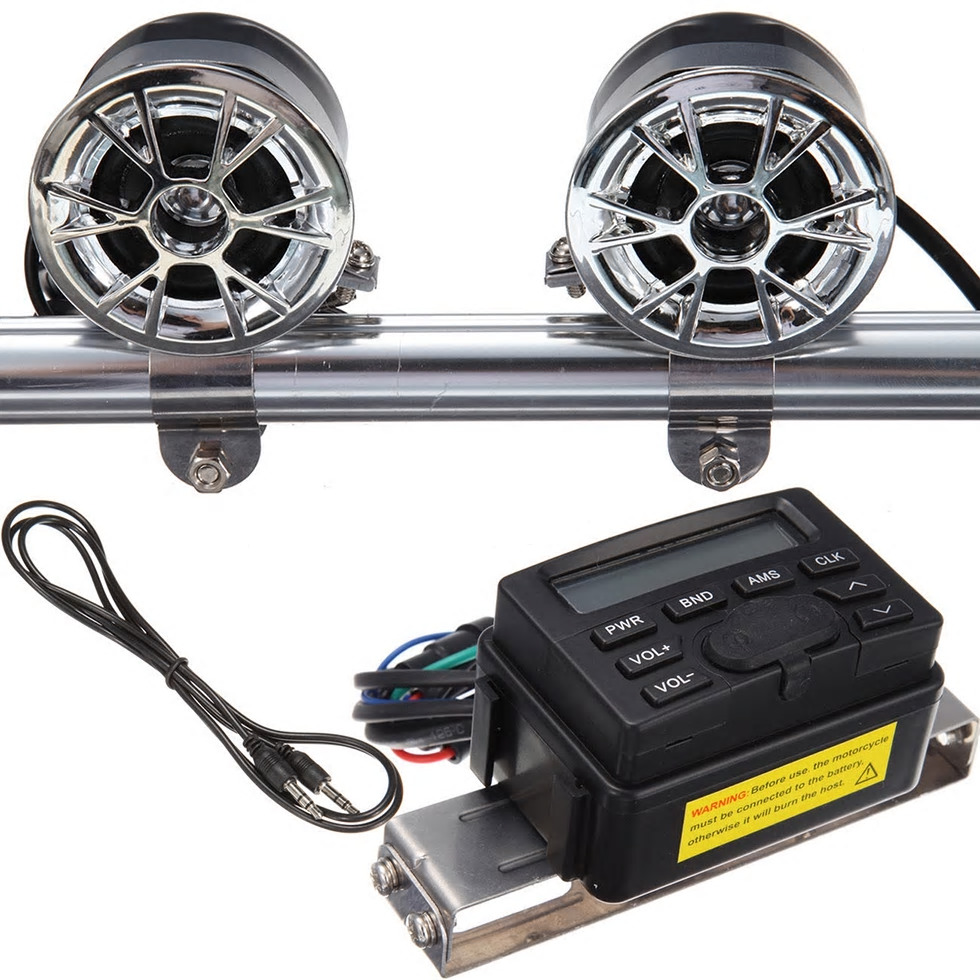 CLK
AMS
BND
PWR
VOL+
VOL-
WARNING: Before use, the motorcycle
must be connected to the battery,
otherwise it will burn the host.